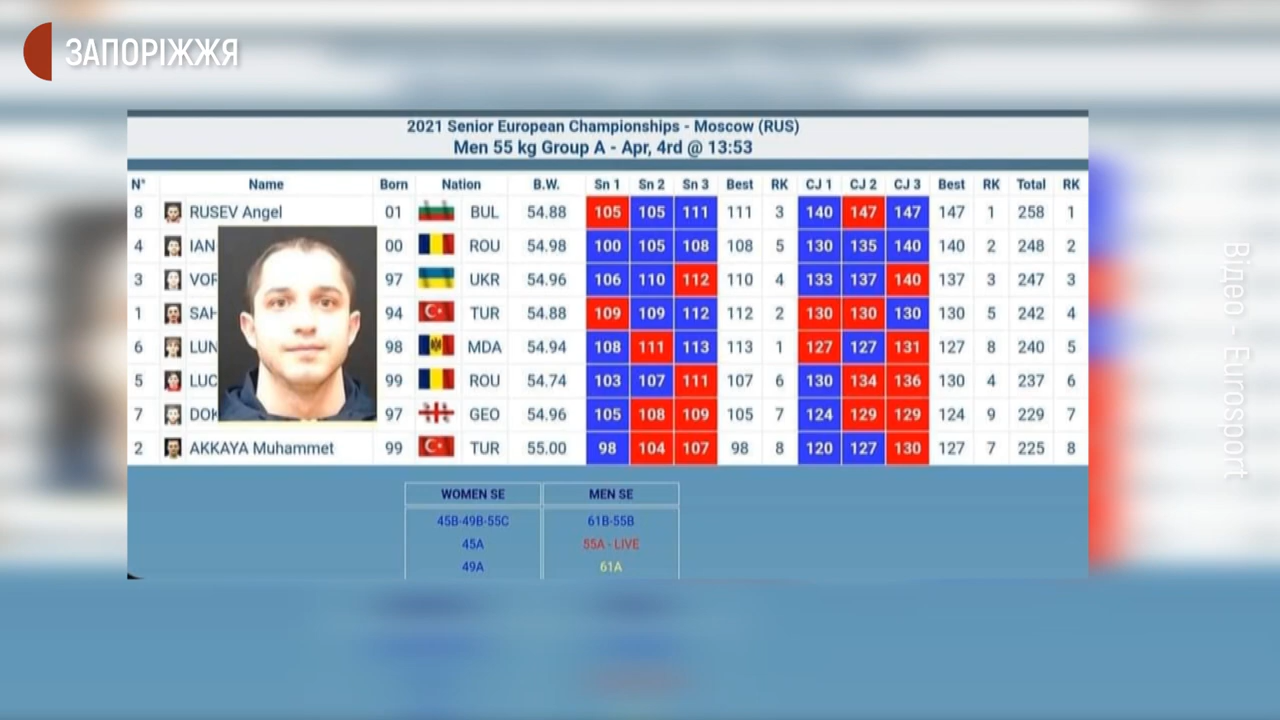 ЗАПОРІЖЖЯ
2021 Senior European Championships - Moscow (RUS)
Men 55 kg Group A - Apr, 4rd @ 13:53
N° Name Born Nation B.W. Sn 1 Sn 2 Sn 3 Best RK CJ 1 CJ 2 CJ 3 Best RK Total RK
8 RUSEV Angel 01 BUL 54.88 105 105 111 111 3 140 147 147 147 1 258 1
4 IAN 00 ROU 54.98 100 105 108 108 5 130 135 140 140 2 248 2
3 VOR 97 UKR 54.96 106 110 112 110 4 133 137 140 137 3 247 3
1 SAH 94 TUR 54.88 109 109 112 112 2 130 130 130 130 5 242 4
6 LUN 98 MDA 54.94 108 111 113 113 1 127 127 131 127 8 240 5
5 LUC 99 ROU 54.74 103 107 111 107 6 130 134 136 130 4 237 6
7 DOK 97 GEO 54.96 105 108 109 105 7 124 129 129 124 9 229 7
2 AKKAYA Muhammet 99 TUR 55.00 98 104 107 98 8 120 127 130 127 7 225 8
WOMEN SE MEN SE
45B-49B-55C 61B-55B
45A 55A - LIVE
49A 61A
Відео - Eurosport